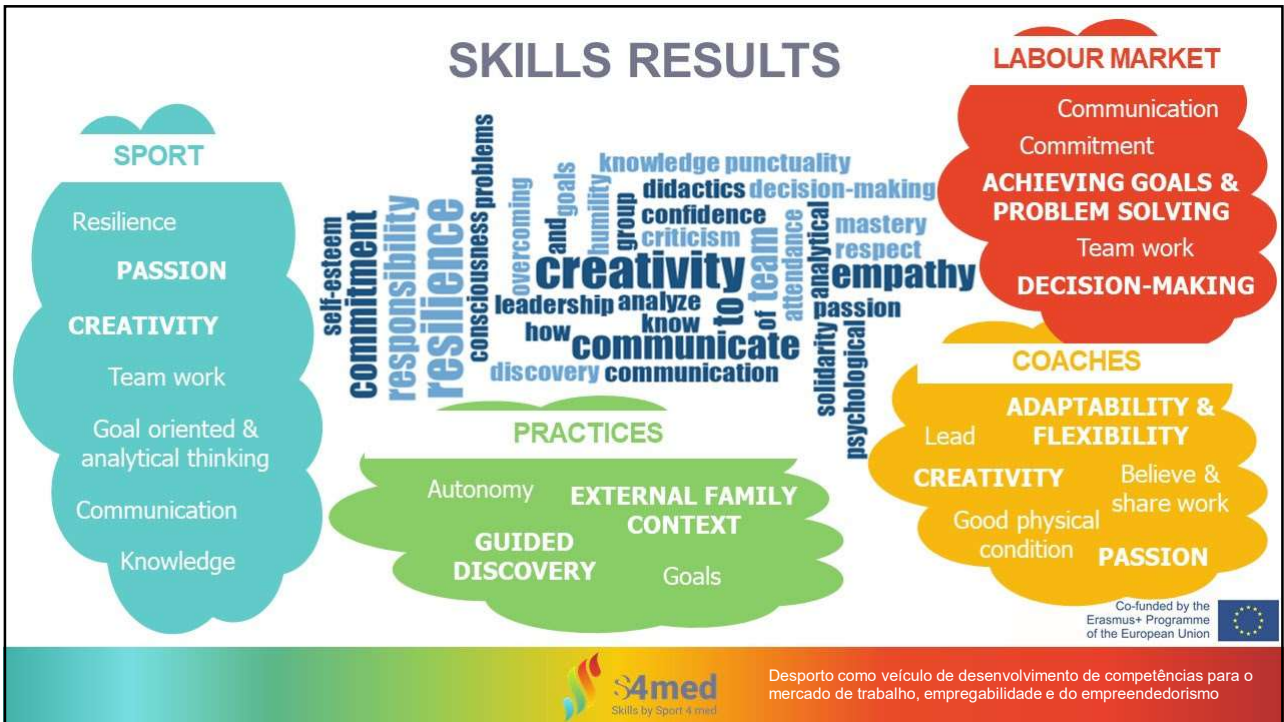 SKILLS RESULTS
SPORT
Resilience
PASSION
CREATIVITY
Team work
Goal oriented &
analytical thinking
Communication
Knowledge
self-esteem
commitment
responsibility
resilience
consciousness
problems
overcoming
and
goals
humility
group
knowledge punctuality
didactics decision-making
confidence
criticism
creativity
leadership analyze
know
how
communicate
discovery communication
to
of
team
attendance
analytical
mastery
respect
empathy
passion
solidarity
psychological
PRACTICES
Autonomy
EXTERNAL FAMILY
CONTEXT
GUIDED
DISCOVERY
Goals
LABOUR MARKET
Communication
Commitment
ACHIEVING GOALS &
PROBLEM SOLVING
Team work
DECISION-MAKING
COACHES
ADAPTABILITY &
FLEXIBILITY
Lead
CREATIVITY
Believe &
share work
Good physical
condition
PASSION
Co-funded by the
Erasmus+ Programme
of the European Union
S4med
Skills by Sport 4 med
Desporto como veículo de desenvolvimento de competências para o
mercado de trabalho, empregabilidade e do empreendedorismo